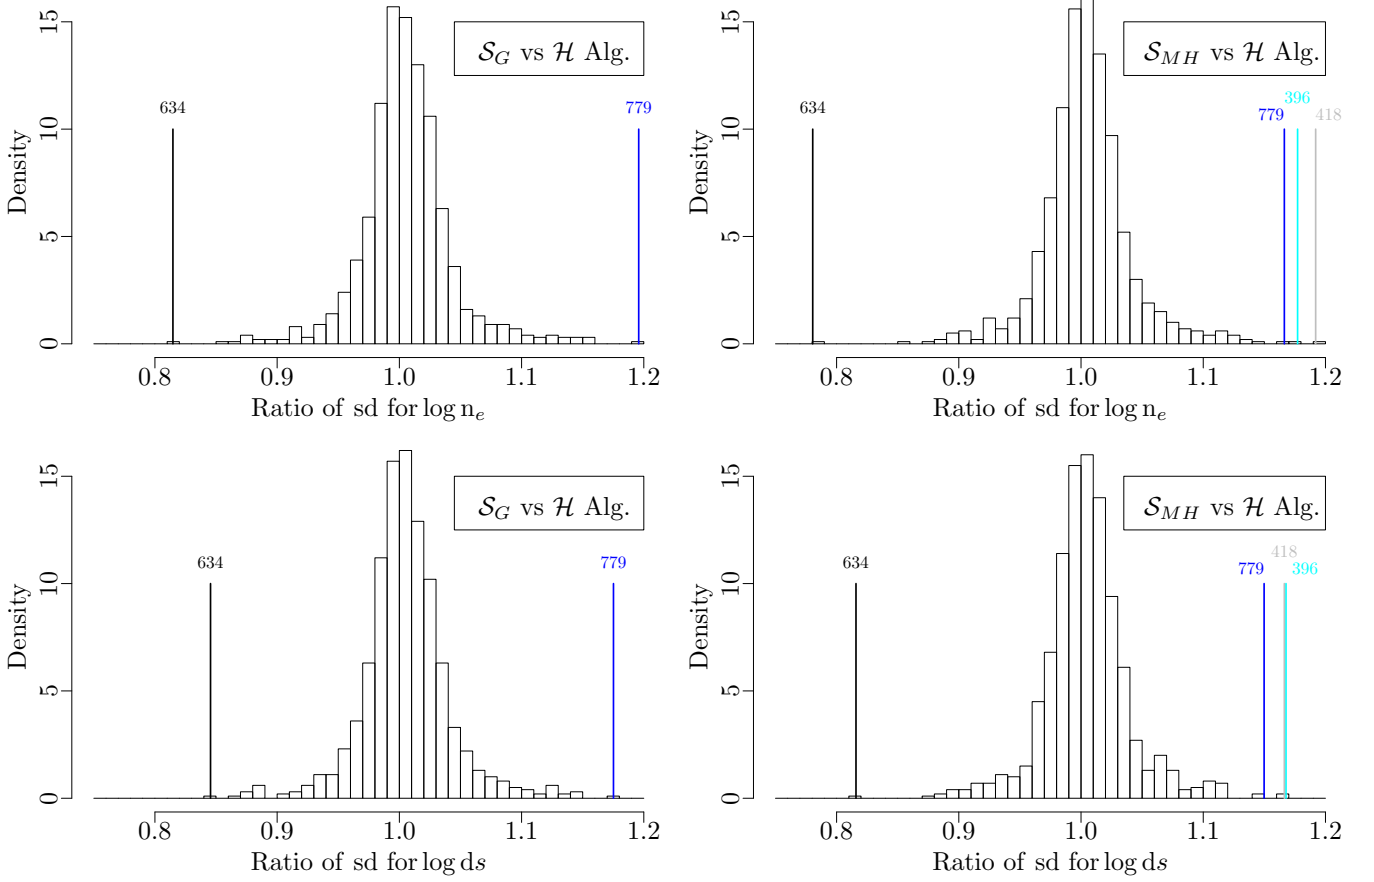 𝒮_G vs ℋ Alg.
634
779
Density
0 5 10 15
0.8 0.9 1.0 1.1 1.2
Ratio of sd for log n_e
𝒮_MH vs ℋ Alg.
396
634
779
418
Density
0 5 10 15
0.8 0.9 1.0 1.1 1.2
Ratio of sd for log n_e
𝒮_G vs ℋ Alg.
634
779
Density
0 5 10 15
0.8 0.9 1.0 1.1 1.2
Ratio of sd for log ds
𝒮_MH vs ℋ Alg.
418
634
779
396
Density
0 5 10 15
0.8 0.9 1.0 1.1 1.2
Ratio of sd for log ds